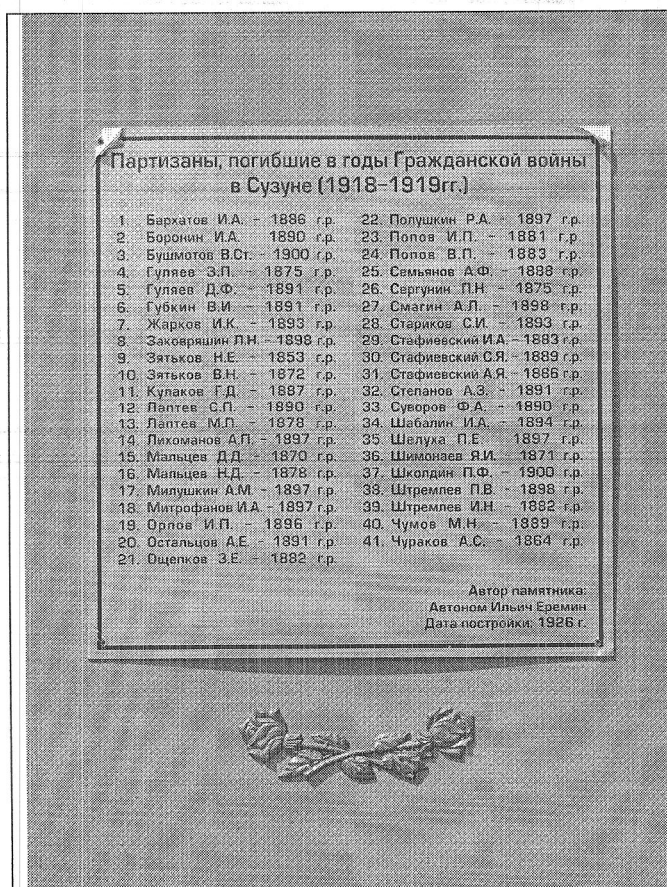 Партизаны, погибшие в годы Гражданской войны
в Сузуне (1918-1919гг.)
1. Бархатов И.А. - 1886 г.р.
2 Боронин И.А. 1890 г.р.
3. Бушмотов В.Ст. - 1900 г.р.
4. Гуляев З.П. - 1875 г.р.
5. Гуляев Д.Ф. - 1891 г.р.
6. Губкин В.И. - 1891 г.р.
7. Жарков И.К. - 1893 г.р.
8. Заковряшин Л.Н. - 1898 г.р.
9. Зятьков Н.Е. - 1853 г.р.
10. Зятьков В.Н. - 1872 г.р.
11. Кулаков Г.Д. - 1887 г.р.
12. Лаптев С.П. - 1890 г.р.
13. Лаптев М.П. - 1878 г.р.
14. Лихоманов А.П. - 1897 г.р.
15. Мальцев Д.Д. - 1870 г.р.
16. Мальцев Н.Д. - 1878 г.р.
17. Милушкин А.М. - 1897 г.р.
18. Митрофанов И.А. - 1897 г.р.
19. Орлов И.П. - 1896 г.р.
20. Остальцов А.Е. - 1891 г.р.
21. Ощепков З.Е. - 1882 г.р.
22. Полушкин Р.А. - 1897 г.р.
23. Попов И.П. - 1881 г.р
24. Попов В.П. - 1883 г.р.
25. Семьянов А.Ф. - 1888 г.р.
26. Сергунин П.Н. - 1875 г.р.
27. Смагин А.Л. - 1898 г.р.
28. Стариков С.И. - 1893 г.р.
29. Стафиевский И.А. - 1883 г.р.
30. Стафиевский С.Я. - 1889 г.р.
31. Стафиевский А.Я. - 1886 г.р.
32. Степанов А.З. - 1891 г.р.
33. Суворов Ф.А. - 1890 г.р
34. Шабалин И.А. - 1894 г.р.
35. Шелуха П.Е. 1897 г.р.
36. Шимонаев Я.И. - 1871 г.р.
37. Школдин П.Ф. - 1900 г.р.
38. Штремлев П.В. - 1898 г.р.
39. Штремлев И.Н. - 1882 г.р.
40. Чумов М.Н. - 1889 г.р.
41. Чураков А.С. - 1864 г.р.
Автор памятника:
Автоном Ильич Еремин
Дата постройки: 1926 г.